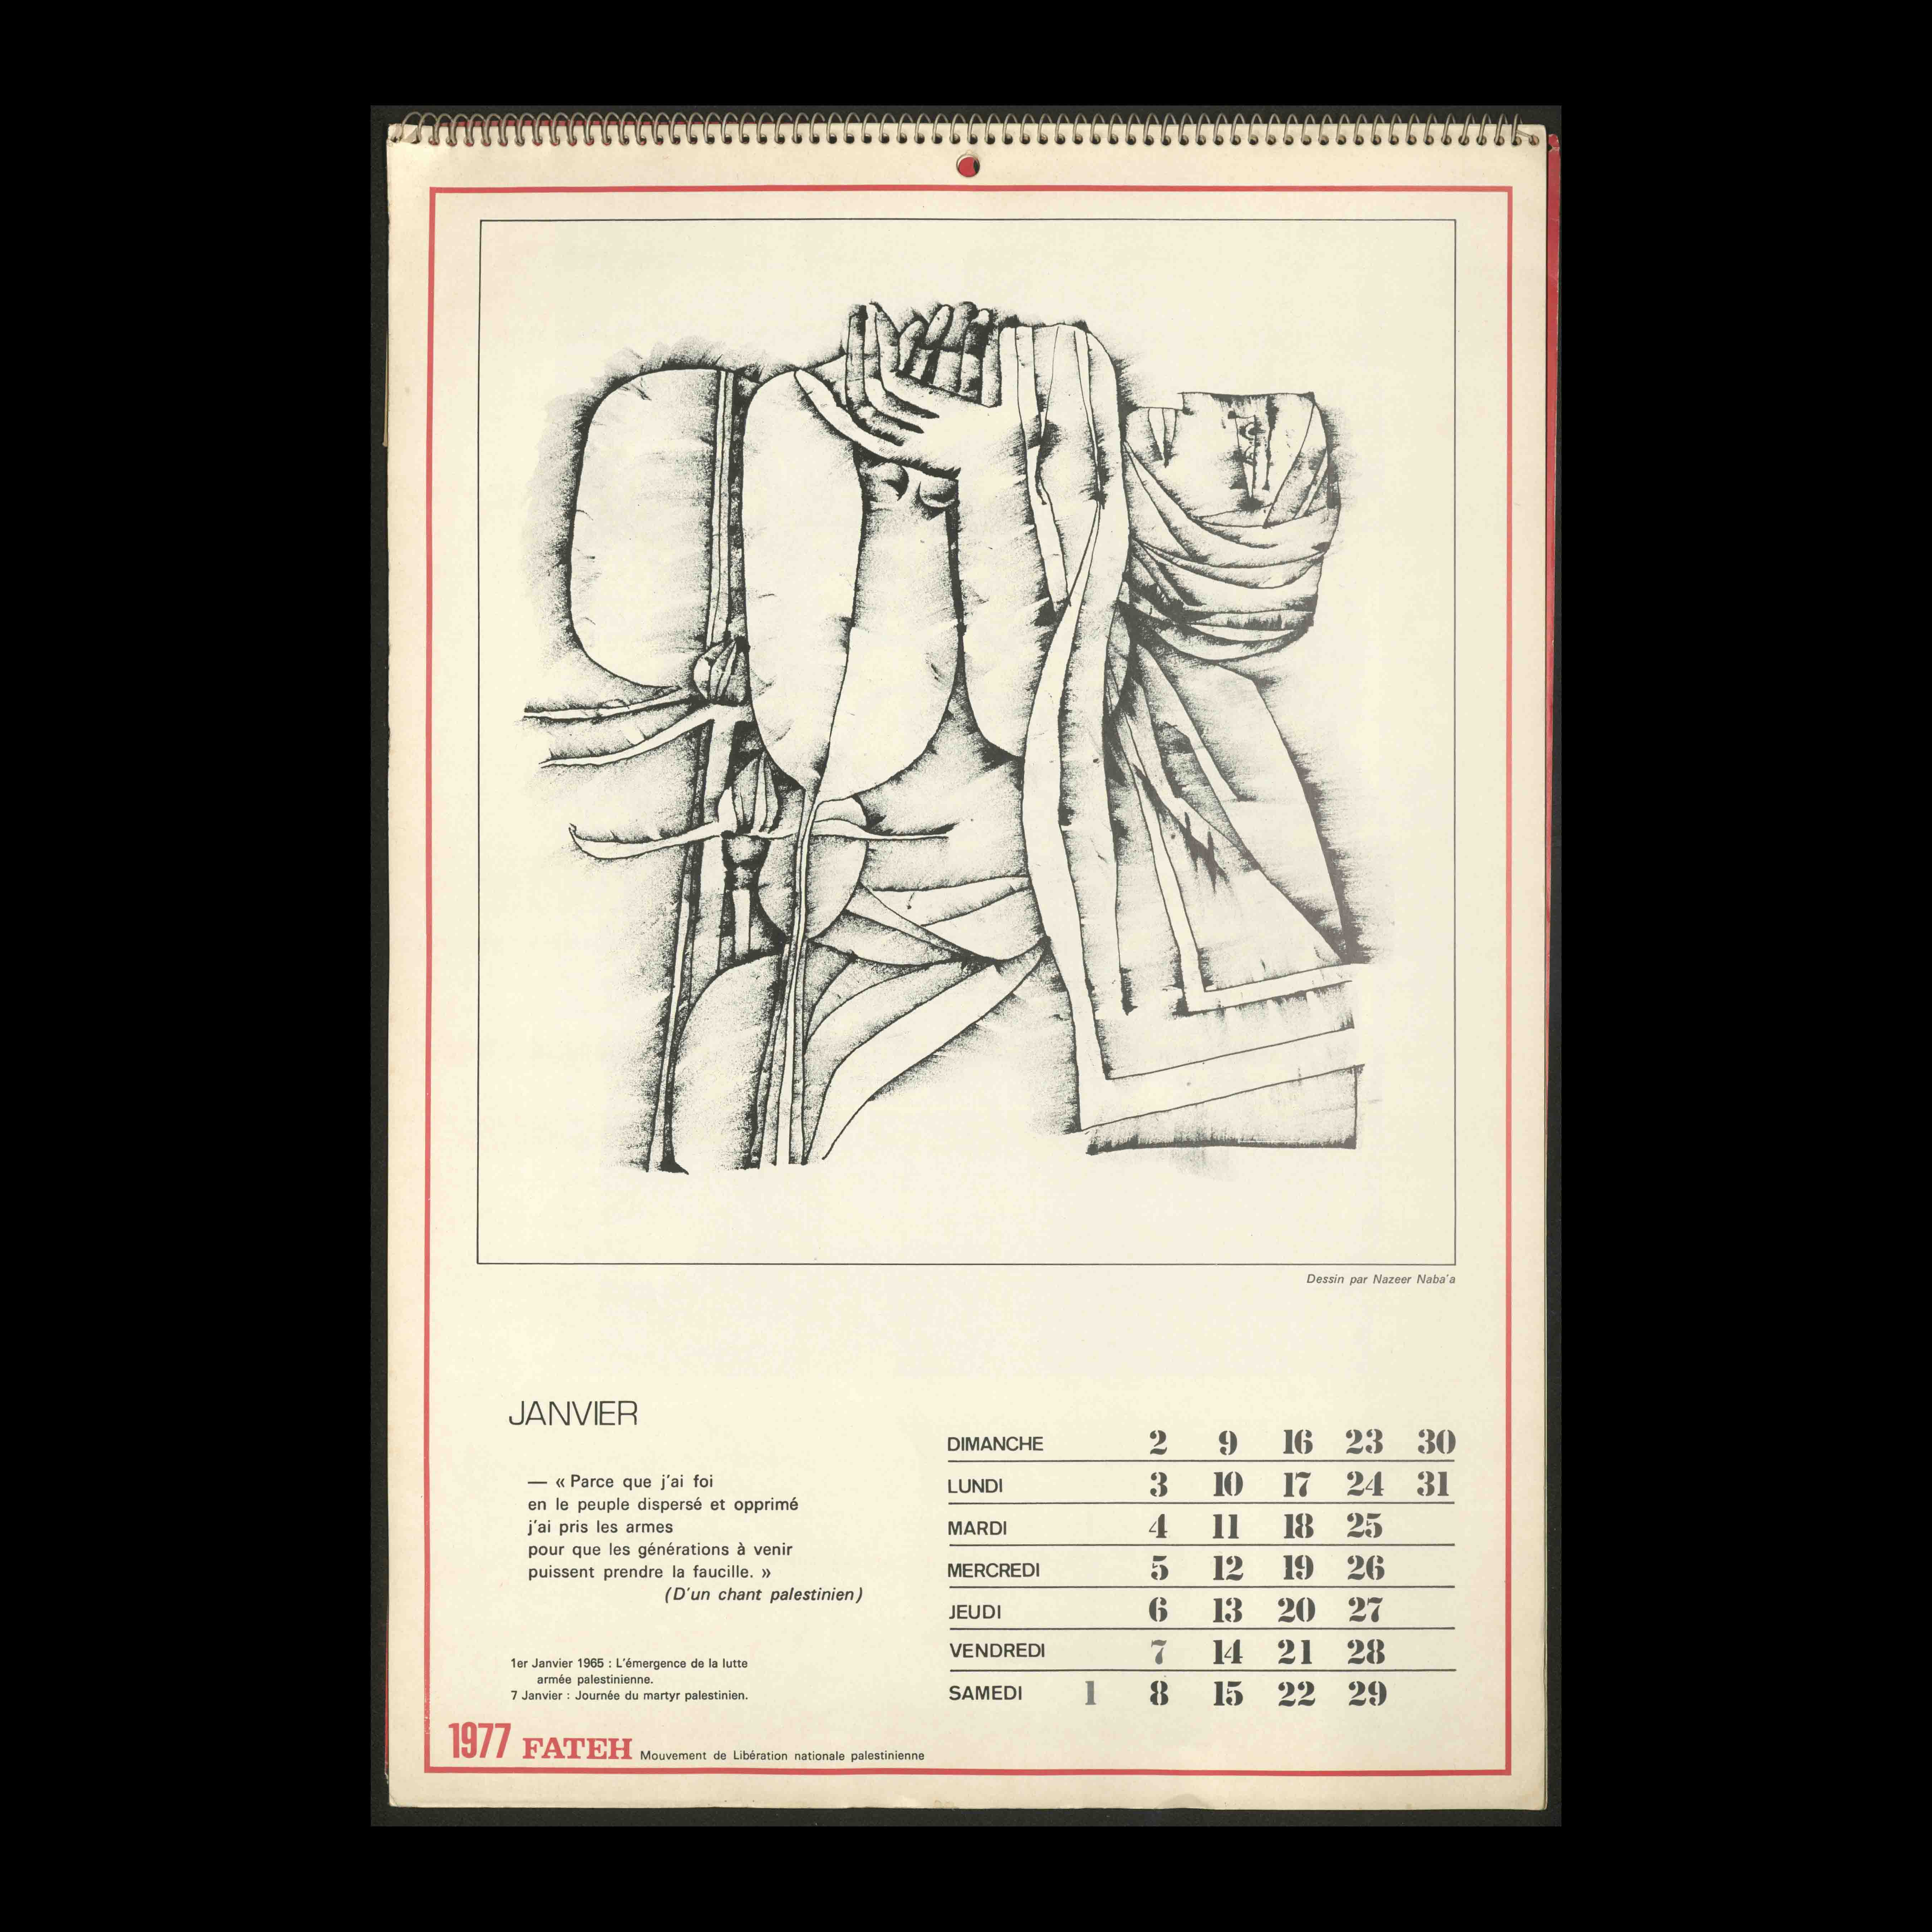 Dessin par Nazeer Naba'a
JANVIER
— « Parce que j'ai foi
en le peuple dispersé et opprimé
j'ai pris les armes
pour que les générations à venir
puissent prendre la faucille. »
(D'un chant palestinien)
1er Janvier 1965 : L'émergence de la lutte
armée palestinienne.
7 Janvier : Journée du martyr palestinien.
DIMANCHE 2 9 16 23 30
LUNDI 3 10 17 24 31
MARDI 4 11 18 25
MERCREDI 5 12 19 26
JEUDI 6 13 20 27
VENDREDI 7 14 21 28
SAMEDI 1 8 15 22 29
1977 FATEH Mouvement de Libération nationale palestinienne